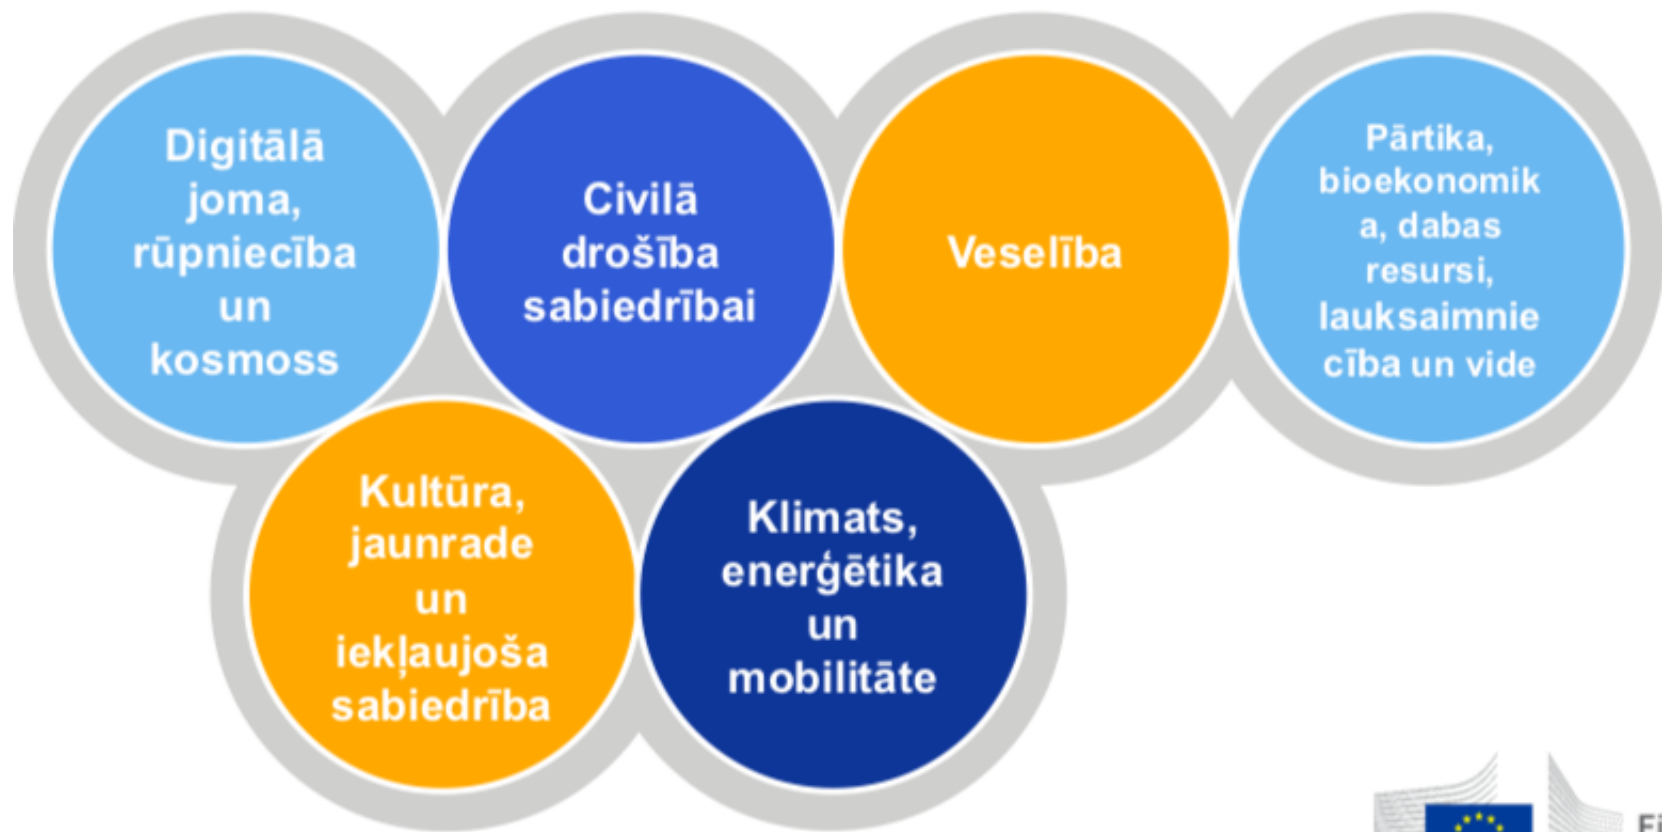 Digitālā
joma,
rūpniecība
un
kosmoss
Civilā
drošība
sabiedrībai
Veselība
Pārtika,
bioekonomik
a, dabas
resursi,
lauksaimnie
cība un vide
Kultūra,
jaunrade
un
iekļaujoša
sabiedrība
Klimats,
enerģētika
un
mobilitāte